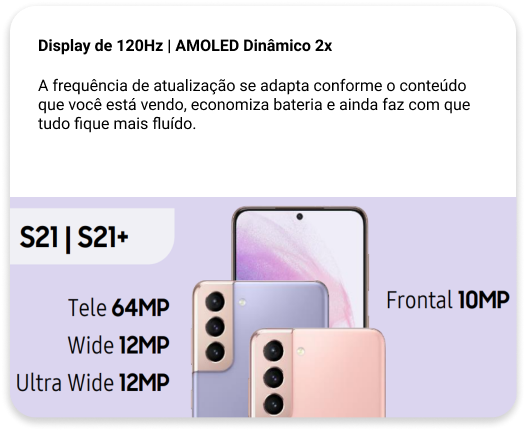 Display de 120Hz | AMOLED Dinâmico 2x
A frequência de atualização se adapta conforme o conteúdo
que você está vendo, economiza bateria e ainda faz com que
tudo fique mais fluído.
S21 | S21+
Tele 64MP
Wide 12MP
Ultra Wide 12MP
Frontal 10MP